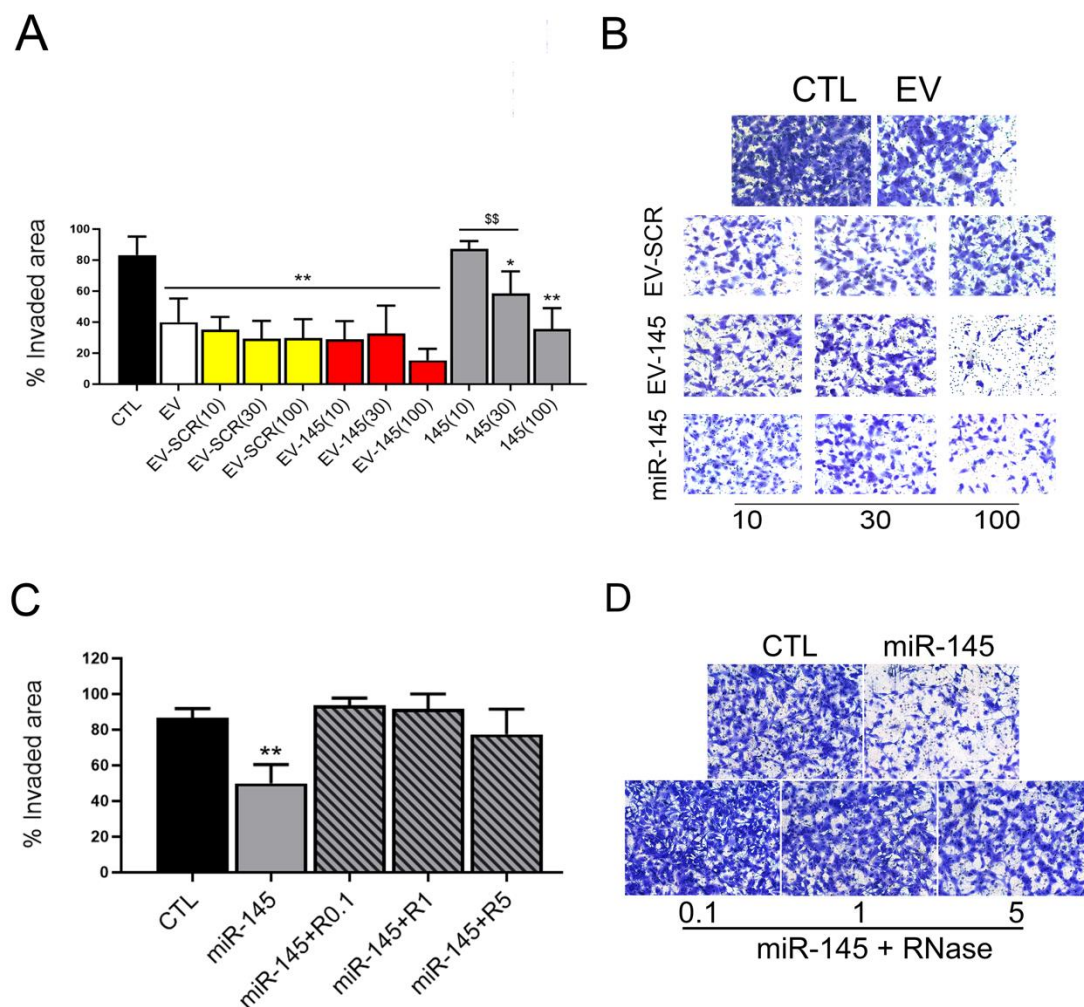 A
% Invaded area
100
80
60
40
20
0
**
$$
*
**
CTL
EV
EV-SCR(10)
EV-SCR(30)
EV-SCR(100)
EV-145(10)
EV-145(30)
EV-145(100)
145(10)
145(30)
145(100)
B
CTL EV
EV-SCR
EV-145
miR-145
10 30 100
C
% Invaded area
120
100
80
60
40
20
0
**
CTL
miR-145
miR-145+R0.1
miR-145+R1
miR-145+R5
D
CTL miR-145
0.1 1 5
miR-145 + RNase